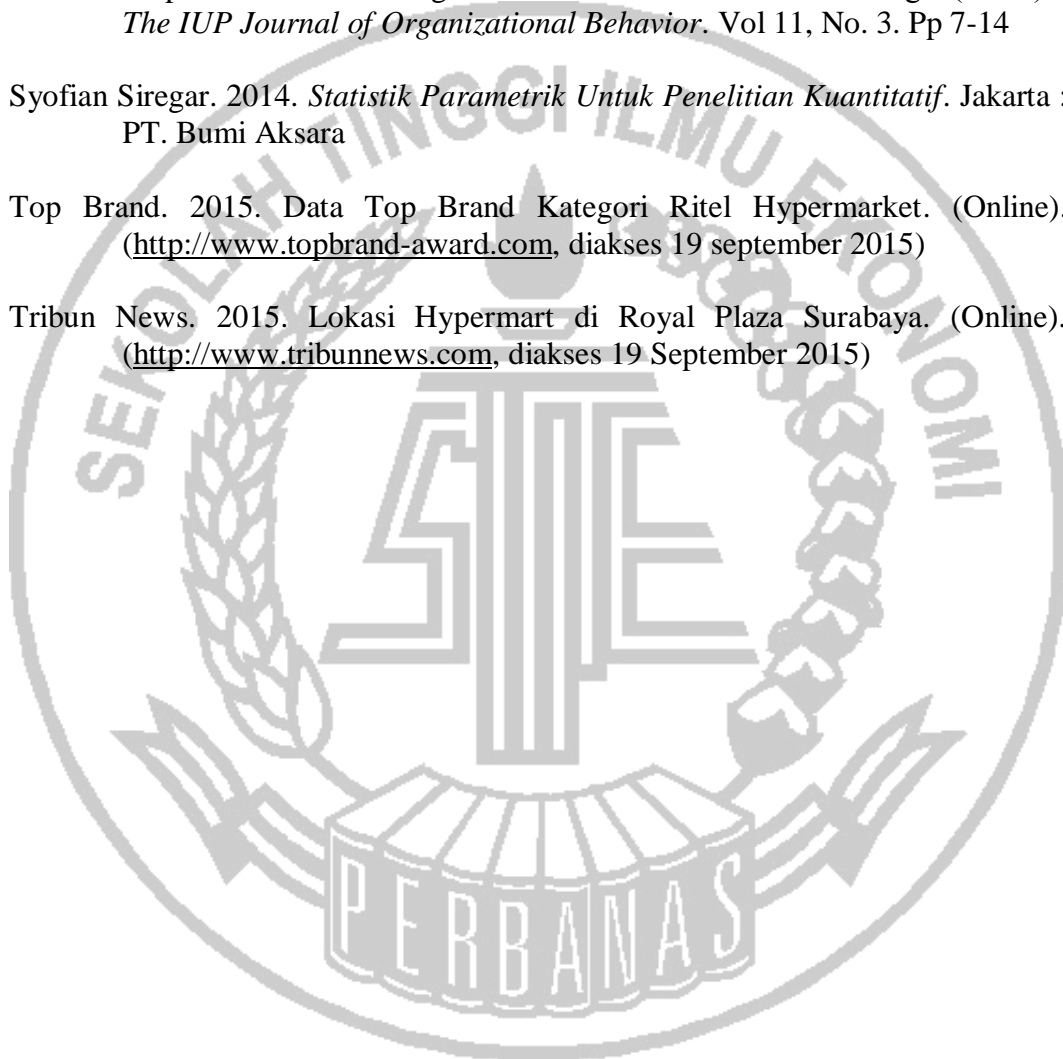 The IUP Journal of Organizational Behavior. Vol 11, No. 3. Pp 7-14
Syofian Siregar. 2014. Statistik Parametrik Untuk Penelitian Kuantitatif. Jakarta :
PT. Bumi Aksara
Top Brand. 2015. Data Top Brand Kategori Ritel Hypermarket. (Online).
(http://www.topbrand-award.com, diakses 19 september 2015)
Tribun News. 2015. Lokasi Hypermart di Royal Plaza Surabaya. (Online).
(http://www.tribunnews.com, diakses 19 September 2015)
SEKOLAH TINGGI ILMU EKONOMI
STIE
PERBANAS